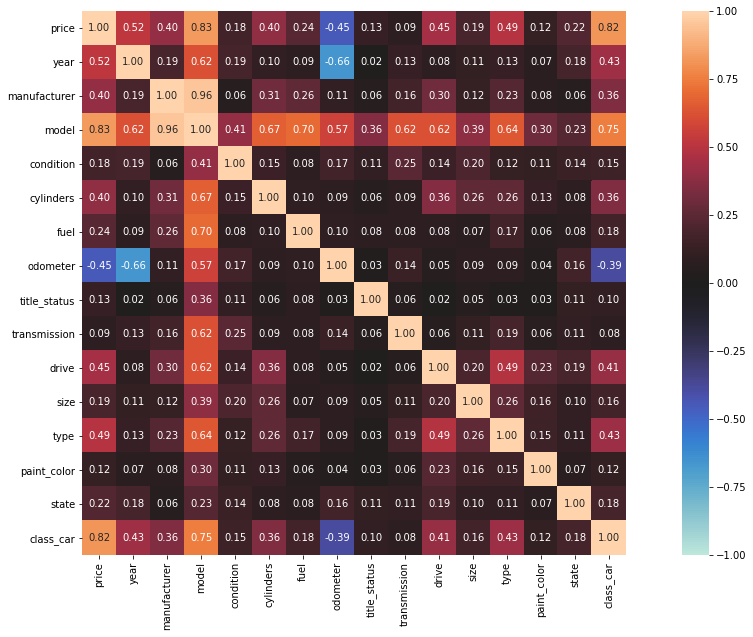 price 1.00 0.52 0.40 0.83 0.18 0.40 0.24 -0.45 0.13 0.09 0.45 0.19 0.49 0.12 0.22 0.82
year 0.52 1.00 0.19 0.62 0.19 0.10 0.09 -0.66 0.02 0.13 0.08 0.11 0.13 0.07 0.18 0.43
manufacturer 0.40 0.19 1.00 0.96 0.06 0.31 0.26 0.11 0.06 0.16 0.30 0.12 0.23 0.08 0.06 0.36
model 0.83 0.62 0.96 1.00 0.41 0.67 0.70 0.57 0.36 0.62 0.62 0.39 0.64 0.30 0.23 0.75
condition 0.18 0.19 0.06 0.41 1.00 0.15 0.08 0.17 0.11 0.25 0.14 0.20 0.12 0.11 0.14 0.15
cylinders 0.40 0.10 0.31 0.67 0.15 1.00 0.10 0.09 0.06 0.09 0.36 0.26 0.26 0.13 0.08 0.36
fuel 0.24 0.09 0.26 0.70 0.08 0.10 1.00 0.10 0.08 0.08 0.08 0.07 0.17 0.06 0.08 0.18
odometer -0.45 -0.66 0.11 0.57 0.17 0.09 0.10 1.00 0.03 0.14 0.05 0.09 0.09 0.04 0.16 -0.39
title_status 0.13 0.02 0.06 0.36 0.11 0.06 0.08 0.03 1.00 0.06 0.02 0.05 0.03 0.03 0.11 0.10
transmission 0.09 0.13 0.16 0.62 0.25 0.09 0.08 0.14 0.06 1.00 0.06 0.11 0.19 0.06 0.11 0.08
drive 0.45 0.08 0.30 0.62 0.14 0.36 0.08 0.05 0.02 0.06 1.00 0.20 0.49 0.23 0.19 0.41
size 0.19 0.11 0.12 0.39 0.20 0.26 0.07 0.09 0.05 0.11 0.20 1.00 0.26 0.16 0.10 0.16
type 0.49 0.13 0.23 0.64 0.12 0.26 0.17 0.09 0.03 0.19 0.49 0.26 1.00 0.15 0.11 0.43
paint_color 0.12 0.07 0.08 0.30 0.11 0.13 0.06 0.04 0.03 0.06 0.23 0.16 0.15 1.00 0.07 0.12
state 0.22 0.18 0.06 0.23 0.14 0.08 0.08 0.16 0.11 0.11 0.19 0.10 0.11 0.07 1.00 0.18
class_car 0.82 0.43 0.36 0.75 0.15 0.36 0.18 -0.39 0.10 0.08 0.41 0.16 0.43 0.12 0.18 1.00
price
year
manufacturer
model
condition
cylinders
fuel
odometer
title_status
transmission
drive
size
type
paint_color
state
class_car
1.00
0.75
0.50
0.25
0.00
−0.25
−0.50
−0.75
−1.00